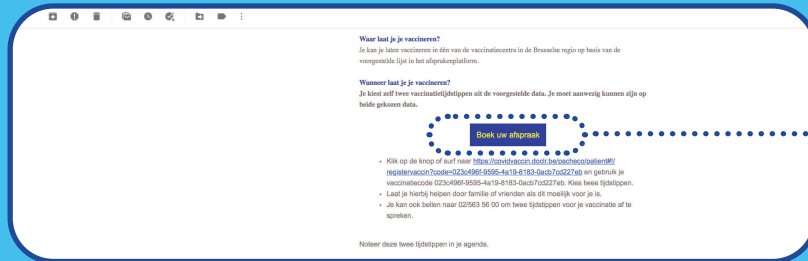 Waar laat je je vaccineren?
Je kan je laten vaccineren in één van de vaccinatiecentra in de Brusselse regio op basis van de
voorgestelde lijst in het afsprakenplatform.
Wanneer laat je je vaccineren?
Je kiest zelf twee vaccinatietijdstippen uit de voorgestelde data. Je moet aanwezig kunnen zijn op
beide gekozen data.
Boek uw afspraak
• Klik op de knop of surf naar https://covidvaccin.doclr.be/pacheco/patient#!/
registervaccin?code=023c496f-9595-4a19-8183-0acb7cd227eb en gebruik je
vaccinatiecode 023c496f-9595-4a19-8183-0acb7cd227eb. Kies twee tijdstippen.
• Laat je hierbij helpen door familie of vrienden als dit moeilijk voor je is.
• Je kan ook bellen naar 02/563 56 00 om twee tijdstippen voor je vaccinatie af te
spreken.
Noteer deze twee tijdstippen in je agenda.